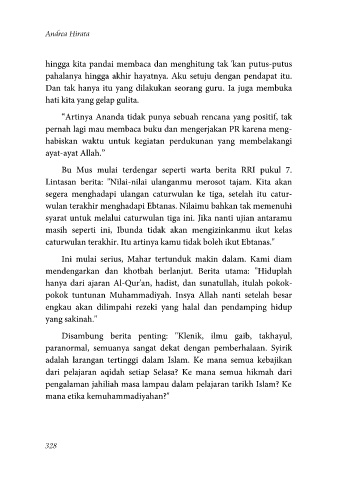 Andrea Hirata
hingga kita pandai membaca dan menghitung tak 'kan putus-putus
pahalanya hingga akhir hayatnya. Aku setuju dengan pendapat itu.
Dan tak hanya itu yang dilakukan seorang guru. Ia juga membuka
hati kita yang gelap gulita.
"Artinya Ananda tidak punya sebuah rencana yang positif, tak
pernah lagi mau membaca buku dan mengerjakan PR karena meng-
habiskan waktu untuk kegiatan perdukunan yang membelakangi
ayat-ayat Allah."
Bu Mus mulai terdengar seperti warta berita RRI pukul 7.
Lintasan berita: "Nilai-nilai ulanganmu merosot tajam. Kita akan
segera menghadapi ulangan caturwulan ke tiga, setelah itu catur-
wulan terakhir menghadapi Ebtanas. Nilaimu bahkan tak memenuhi
syarat untuk melalui caturwulan tiga ini. Jika nanti ujian antaramu
masih seperti ini, Ibunda tidak akan mengizinkanmu ikut kelas
caturwulan terakhir. Itu artinya kamu tidak boleh ikut Ebtanas."
Ini mulai serius, Mahar tertunduk makin dalam. Kami diam
mendengarkan dan khotbah berlanjut. Berita utama: "Hiduplah
hanya dari ajaran Al-Qur'an, hadist, dan sunatullah, itulah pokok-
pokok tuntunan Muhammadiyah. Insya Allah nanti setelah besar
engkau akan dilimpahi rezeki yang halal dan pendamping hidup
yang sakinah."
Disambung berita penting: "Klenik, ilmu gaib, takhayul,
paranormal, semuanya sangat dekat dengan pemberhalaan. Syirik
adalah larangan tertinggi dalam Islam. Ke mana semua kebajikan
dari pelajaran aqidah setiap Selasa? Ke mana semua hikmah dari
pengalaman jahiliah masa lampau dalam pelajaran tarikh Islam? Ke
mana etika kemuhammadiyahan?"
328